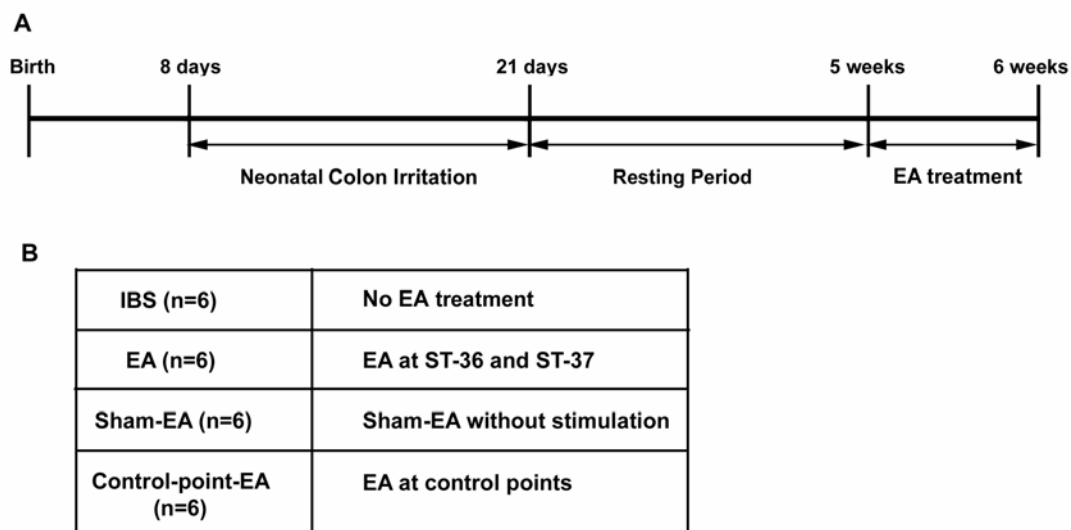 A
Birth 8 days 21 days 5 weeks 6 weeks
Neonatal Colon Irritation Resting Period EA treatment
B
IBS (n=6) No EA treatment
EA (n=6) EA at ST-36 and ST-37
Sham-EA (n=6) Sham-EA without stimulation
Control-point-EA EA at control points
(n=6)